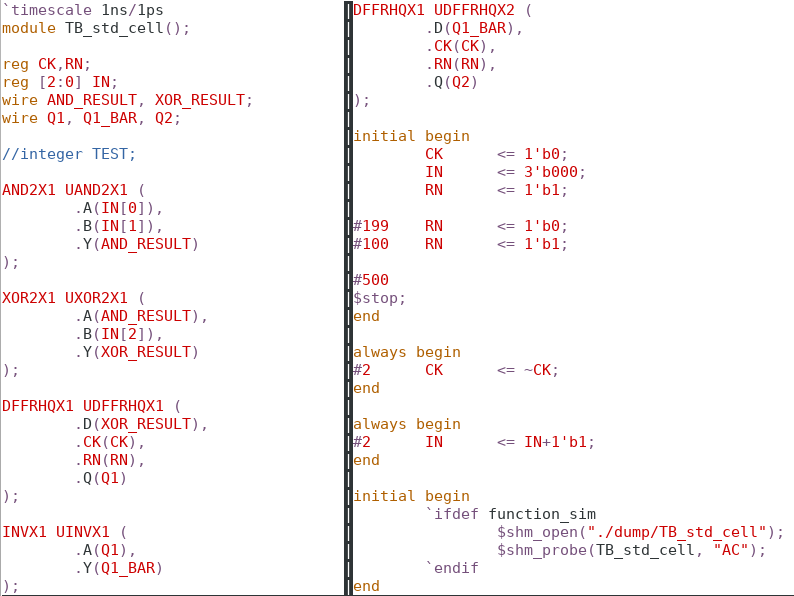 `timescale 1ns/1ps
module TB_std_cell();

reg CK,RN;
reg [2:0] IN;
wire AND_RESULT, XOR_RESULT;
wire Q1, Q1_BAR, Q2;

//integer TEST;

AND2X1 UAND2X1 (
        .A(IN[0]),
        .B(IN[1]),
        .Y(AND_RESULT)
);

XOR2X1 UXOR2X1 (
        .A(AND_RESULT),
        .B(IN[2]),
        .Y(XOR_RESULT)
);

DFFRHQX1 UDFFRHQX1 (
        .D(XOR_RESULT),
        .CK(CK),
        .RN(RN),
        .Q(Q1)
);

INVX1 UINVX1 (
        .A(Q1),
        .Y(Q1_BAR)
);
DFFRHQX1 UDFFRHQX2 (
        .D(Q1_BAR),
        .CK(CK),
        .RN(RN),
        .Q(Q2)
);

initial begin
        CK      <= 1'b0;
        IN      <= 3'b000;
        RN      <= 1'b1;

#199    RN      <= 1'b0;
#100    RN      <= 1'b1;

#500
$stop;
end

always begin
#2      CK      <= ~CK;
end

always begin
#2      IN      <= IN+1'b1;
end

initial begin
        `ifdef function_sim
                $shm_open("./dump/TB_std_cell");
                $shm_probe(TB_std_cell, "AC");
        `endif
end